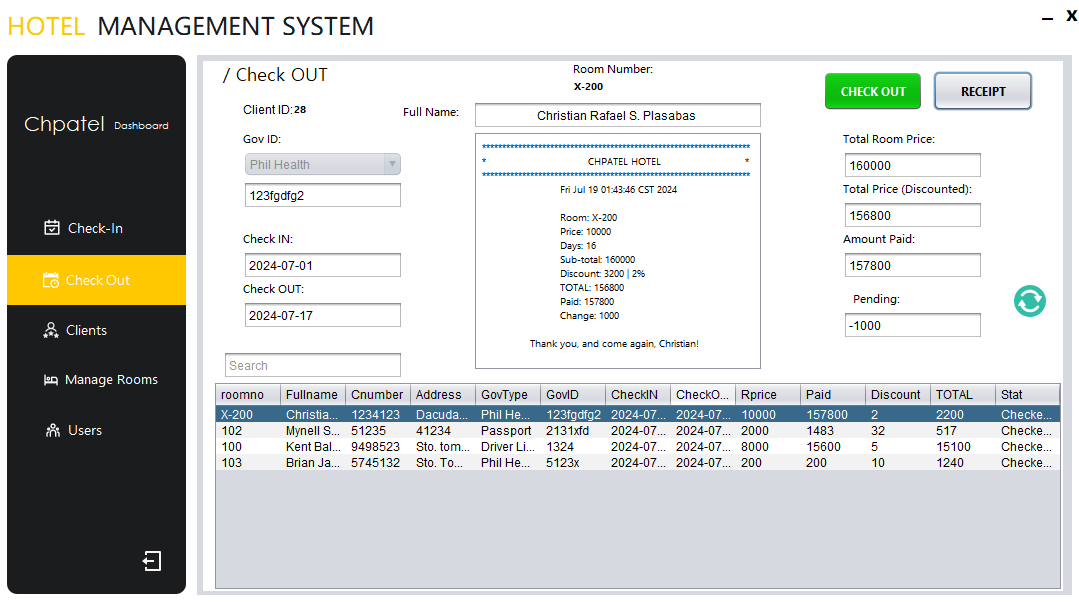 HOTEL MANAGEMENT SYSTEM
– X
Chpatel Dashboard
Check-In
Check Out
Clients
Manage Rooms
Users
/ Check OUT
Room Number:
X-200
CHECK OUT
RECEIPT
Client ID: 28
Full Name:
Christian Rafael S. Plasabas
Gov ID:
Phil Health
123fgdfg2
Check IN:
2024-07-01
Check OUT:
2024-07-17
* CHPATEL HOTEL *
Fri Jul 19 01:43:46 CST 2024
Room: X-200
Price: 10000
Days: 16
Sub-total: 160000
Discount: 3200 | 2%
TOTAL: 156800
Paid: 157800
Change: 1000
Thank you, and come again, Christian!
Total Room Price:
160000
Total Price (Discounted):
156800
Amount Paid:
157800
Pending:
-1000
Search
roomno Fullname Cnumber Address GovType GovID CheckIN CheckO... Rprice Paid Discount TOTAL Stat
X-200 Christia... 1234123 Dacuda... Phil He... 123fgdfg2 2024-07... 2024-07... 10000 157800 2 2200 Checke...
102 Mynell S... 51235 41234 Passport 2131xfd 2024-07... 2024-07... 2000 1483 32 517 Checke...
100 Kent Bal... 9498523 Sto. tom... Driver Li... 1324 2024-07... 2024-07... 8000 15600 5 15100 Checke...
103 Brian Ja... 5745132 Sto. To... Phil He... 5123x 2024-07... 2024-07... 200 200 10 1240 Checke...